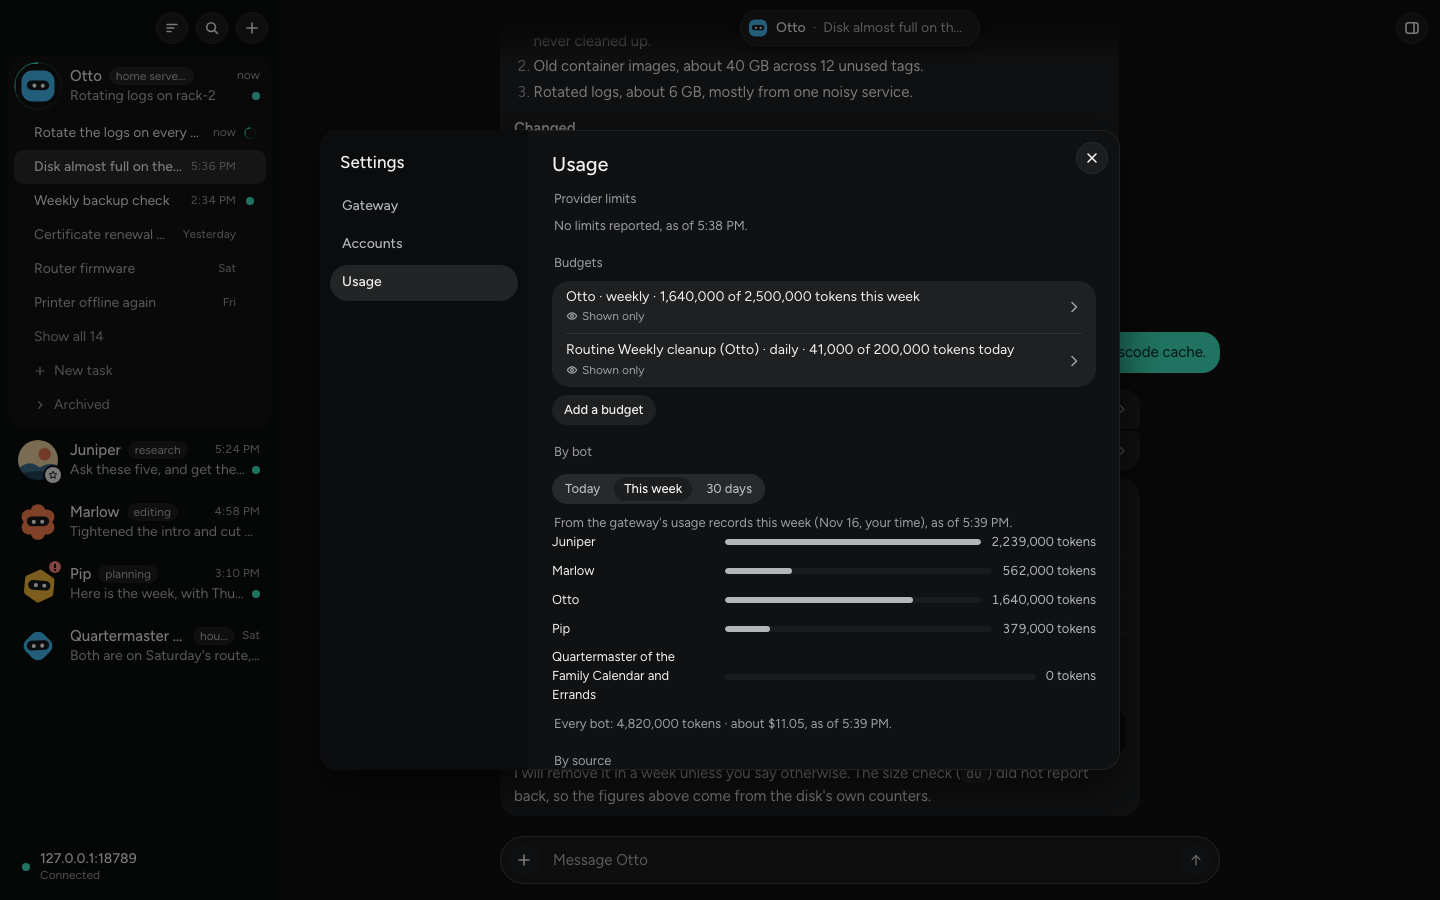 Otto · Disk almost full on th...
Otto home serve... now
Rotating logs on rack-2
Rotate the logs on every ... now
Disk almost full on the... 5:36 PM
Weekly backup check 2:34 PM
Certificate renewal ... Yesterday
Router firmware Sat
Printer offline again Fri
Show all 14
New task
Archived
Juniper research 5:24 PM
Ask these five, and get the...
Marlow editing 4:58 PM
Tightened the intro and cut ...
Pip planning 3:10 PM
Here is the week, with Thu...
Quartermaster ... hou... Sat
Both are on Saturday's route,...
127.0.0.1:18789
Connected
never cleaned up.
2. Old container images, about 40 GB across 12 unused tags.
3. Rotated logs, about 6 GB, mostly from one noisy service.
Changed
scode cache.
Settings
Gateway
Accounts
Usage
Usage
Provider limits
No limits reported, as of 5:38 PM.
Budgets
Otto · weekly · 1,640,000 of 2,500,000 tokens this week
Shown only
Routine Weekly cleanup (Otto) · daily · 41,000 of 200,000 tokens today
Shown only
Add a budget
By bot
Today This week 30 days
From the gateway's usage records this week (Nov 16, your time), as of 5:39 PM.
Juniper 2,239,000 tokens
Marlow 562,000 tokens
Otto 1,640,000 tokens
Pip 379,000 tokens
Quartermaster of the
Family Calendar and
Errands
0 tokens
Every bot: 4,820,000 tokens · about $11.05, as of 5:39 PM.
By source
I will remove it in a week unless you say otherwise. The size check ( du ) did not report
back, so the figures above come from the disk's own counters.
Message Otto